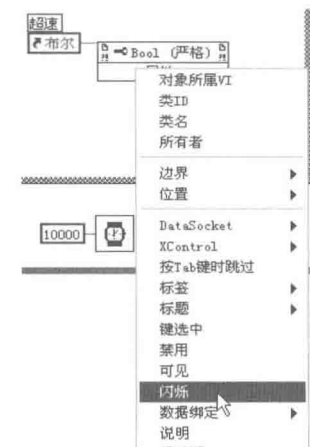 超速
布尔
Bool (严格)
对象所属VI
类ID
类名
所有者
边界
位置
DataSocket
XControl
10000
按Tab键时跳过
标签
标题
键选中
禁用
可见
闪烁
数据绑定
说明